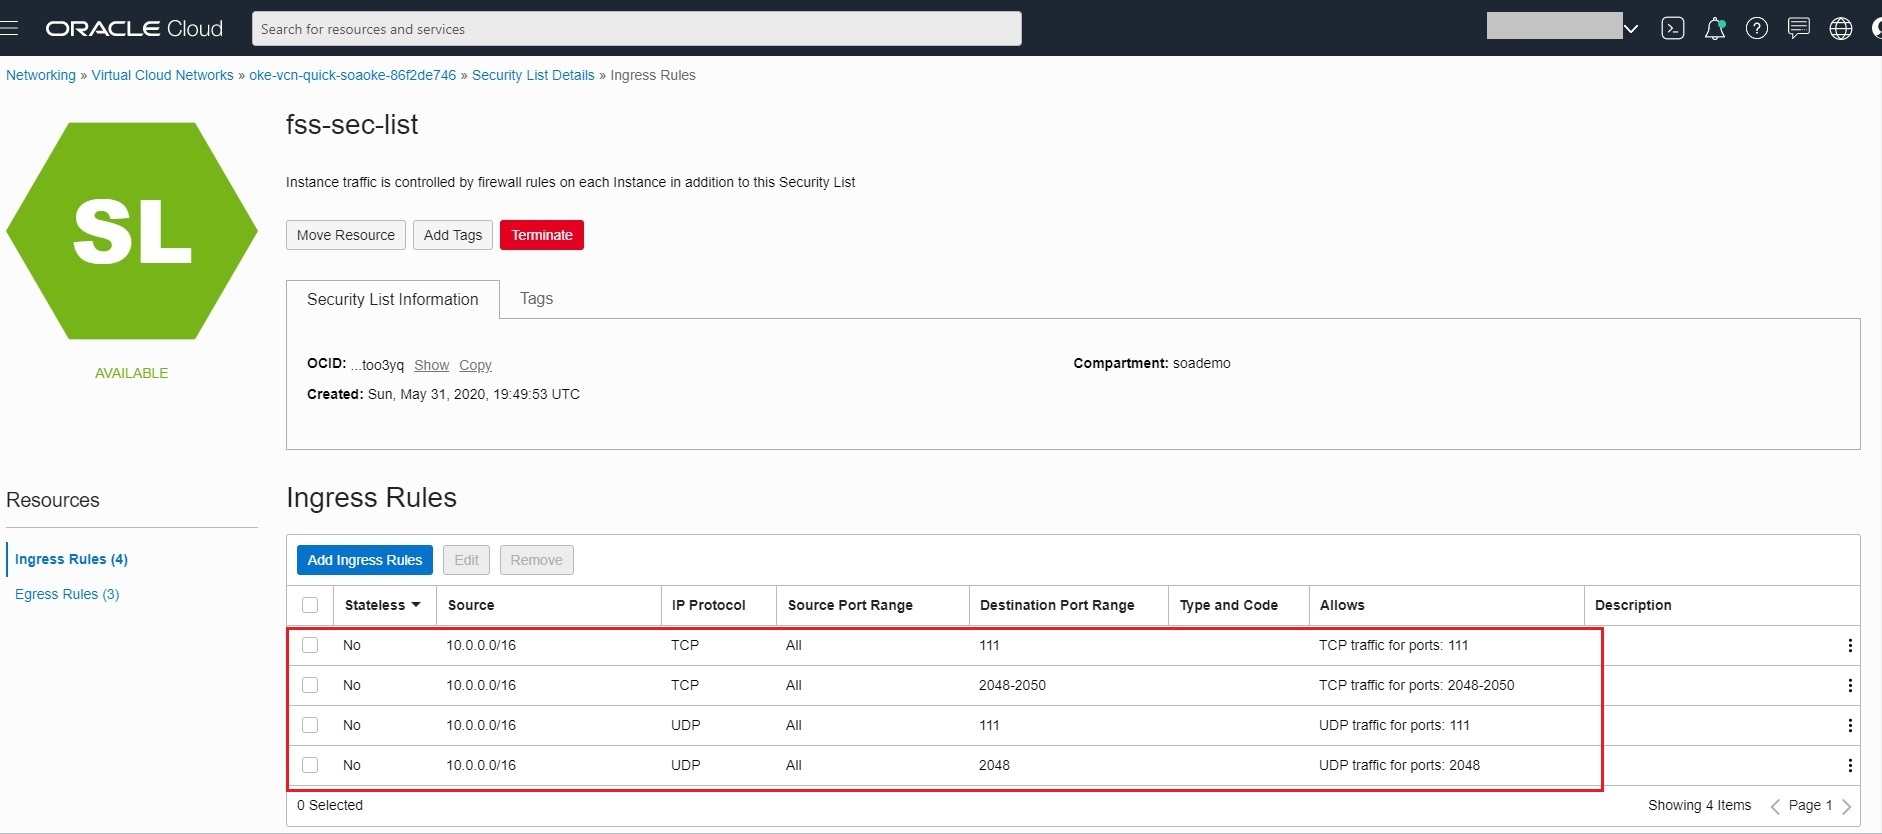 ORACLE Cloud
Search for resources and services
Networking » Virtual Cloud Networks » oke-vcn-quick-soaoke-86f2de746 » Security List Details » Ingress Rules
SL
AVAILABLE
fss-sec-list
Instance traffic is controlled by firewall rules on each Instance in addition to this Security List
Move Resource Add Tags Terminate
Security List Information Tags
OCID: ...too3yq Show Copy Compartment: soademo
Created: Sun, May 31, 2020, 19:49:53 UTC
Resources
Ingress Rules (4)
Egress Rules (3)
Ingress Rules
Add Ingress Rules Edit Remove
Stateless Source IP Protocol Source Port Range Destination Port Range Type and Code Allows Description
No 10.0.0.0/16 TCP All 111 TCP traffic for ports: 111
No 10.0.0.0/16 TCP All 2048-2050 TCP traffic for ports: 2048-2050
No 10.0.0.0/16 UDP All 111 UDP traffic for ports: 111
No 10.0.0.0/16 UDP All 2048 UDP traffic for ports: 2048
0 Selected Showing 4 Items Page 1